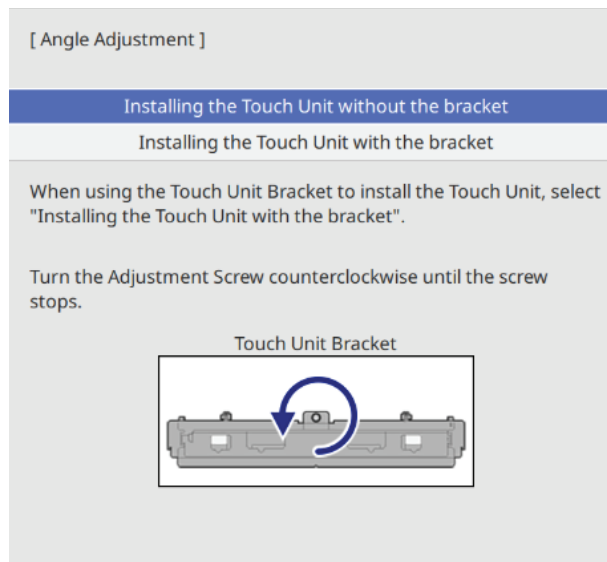 [ Angle Adjustment ]
Installing the Touch Unit without the bracket
Installing the Touch Unit with the bracket
When using the Touch Unit Bracket to install the Touch Unit, select
"Installing the Touch Unit with the bracket".
Turn the Adjustment Screw counterclockwise until the screw
stops.
Touch Unit Bracket